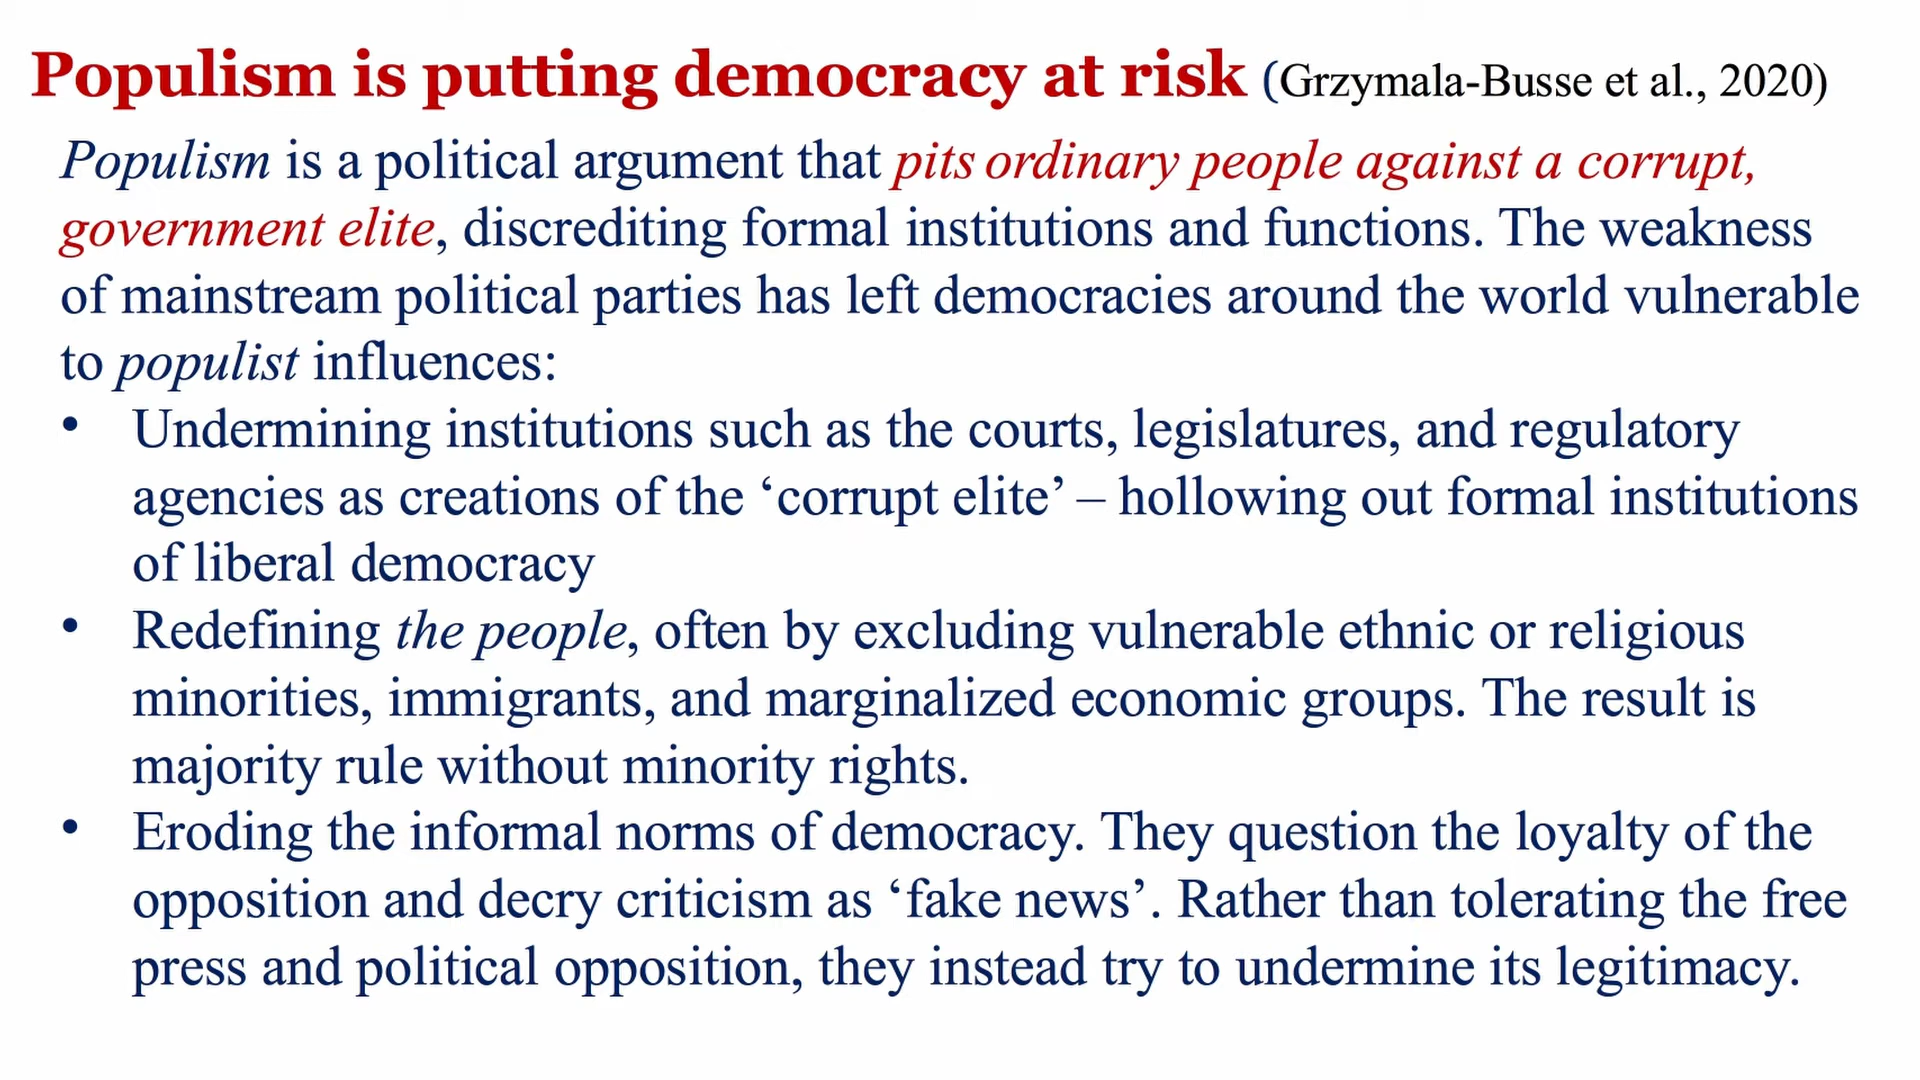 Populism is putting democracy at risk (Grzymala-Busse et al., 2020)
Populism is a political argument that pits ordinary people against a corrupt,
government elite, discrediting formal institutions and functions. The weakness
of mainstream political parties has left democracies around the world vulnerable
to populist influences:
• Undermining institutions such as the courts, legislatures, and regulatory
agencies as creations of the ‘corrupt elite’ – hollowing out formal institutions
of liberal democracy
• Redefining the people, often by excluding vulnerable ethnic or religious
minorities, immigrants, and marginalized economic groups. The result is
majority rule without minority rights.
• Eroding the informal norms of democracy. They question the loyalty of the
opposition and decry criticism as ‘fake news’. Rather than tolerating the free
press and political opposition, they instead try to undermine its legitimacy.